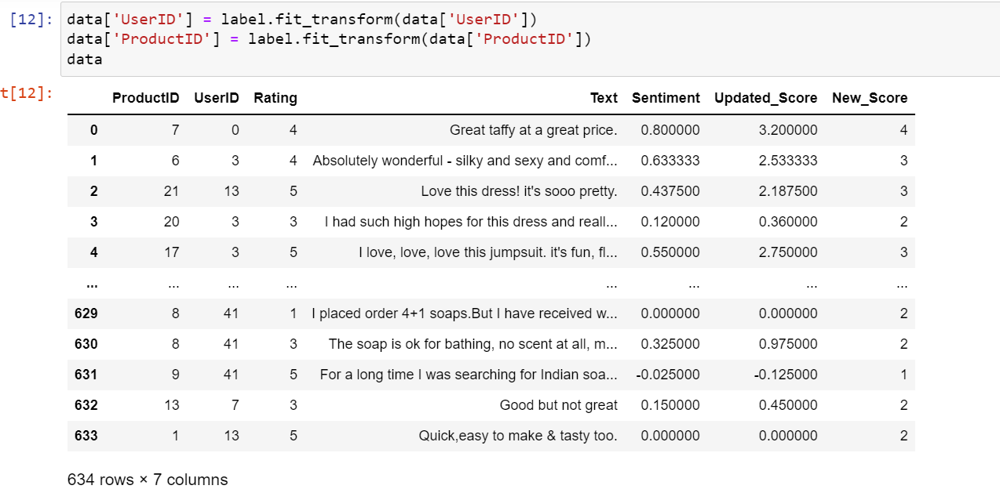 [12]: data['UserID'] = label.fit_transform(data['UserID'])
data['ProductID'] = label.fit_transform(data['ProductID'])
data
t[12]:
ProductID UserID Rating Text Sentiment Updated_Score New_Score
0 7 0 4 Great taffy at a great price. 0.800000 3.200000 4
1 6 3 4 Absolutely wonderful - silky and sexy and comf... 0.633333 2.533333 3
2 21 13 5 Love this dress! it's sooo pretty. 0.437500 2.187500 3
3 20 3 3 I had such high hopes for this dress and reall... 0.120000 0.360000 2
4 17 3 5 I love, love, love this jumpsuit. it's fun, fl... 0.550000 2.750000 3
... ... ... ... ... ... ... ...
629 8 41 1 I placed order 4+1 soaps.But I have received w... 0.000000 0.000000 2
630 8 41 3 The soap is ok for bathing, no scent at all, m... 0.325000 0.975000 2
631 9 41 5 For a long time I was searching for Indian soa... -0.025000 -0.125000 1
632 13 7 3 Good but not great 0.150000 0.450000 2
633 1 13 5 Quick,easy to make & tasty too. 0.000000 0.000000 2
634 rows × 7 columns